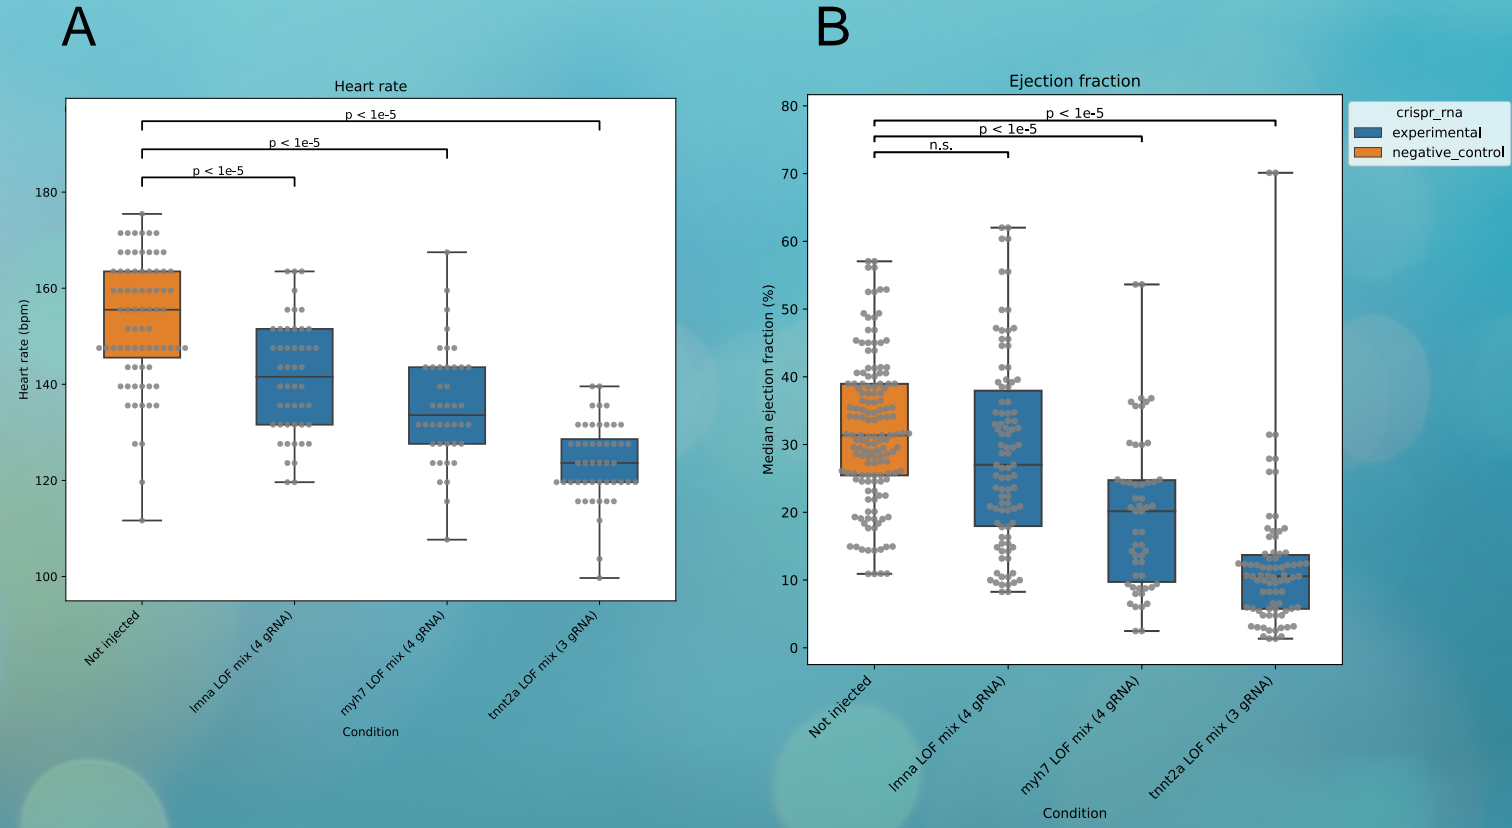 A
Heart rate
p < 1e-5
p < 1e-5
p < 1e-5
180
160
140
120
100
Heart rate (bpm)
Not injected
lmna LOF mix (4 gRNA)
myh7 LOF mix (4 gRNA)
tnnt2a LOF mix (3 gRNA)
Condition
B
Ejection fraction
p < 1e-5
p < 1e-5
n.s.
80
70
60
50
40
30
20
10
0
Median ejection fraction (%)
Not injected
lmna LOF mix (4 gRNA)
myh7 LOF mix (4 gRNA)
tnnt2a LOF mix (3 gRNA)
Condition
crispr_rna
experimental
negative_control